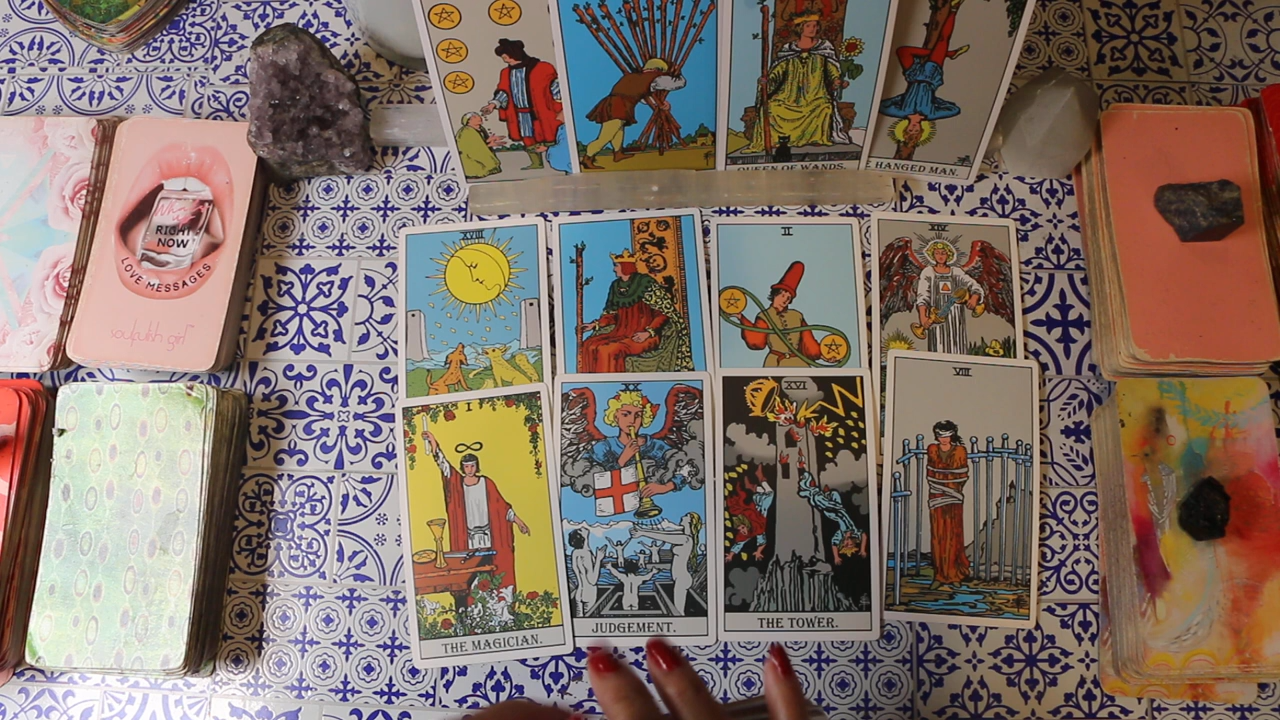 QUEEN OF WANDS.
E HANGED MAN.
XVIII
II
XIV
RIGHT
NOW
LOVE MESSAGES
soulfulsh girl
I
XX
XVI
VIII
THE MAGICIAN.
JUDGEMENT.
THE TOWER.